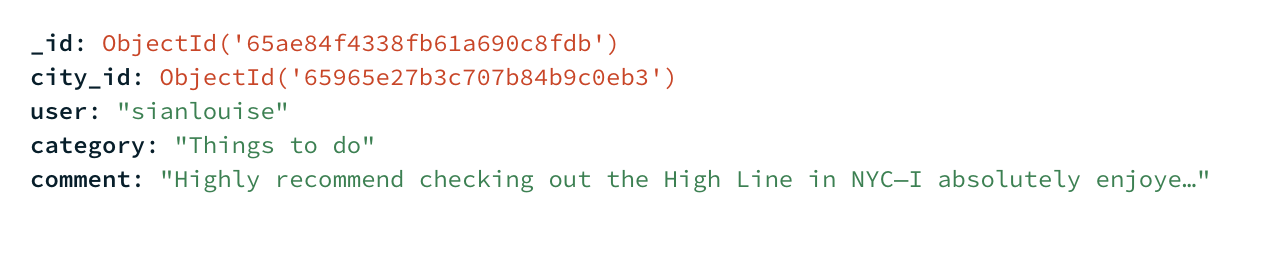 _id: ObjectId('65ae84f4338fb61a690c8fdb')
city_id: ObjectId('65965e27b3c707b84b9c0eb3')
user: "sianlouise"
category: "Things to do"
comment: "Highly recommend checking out the High Line in NYC—I absolutely enjoye…"